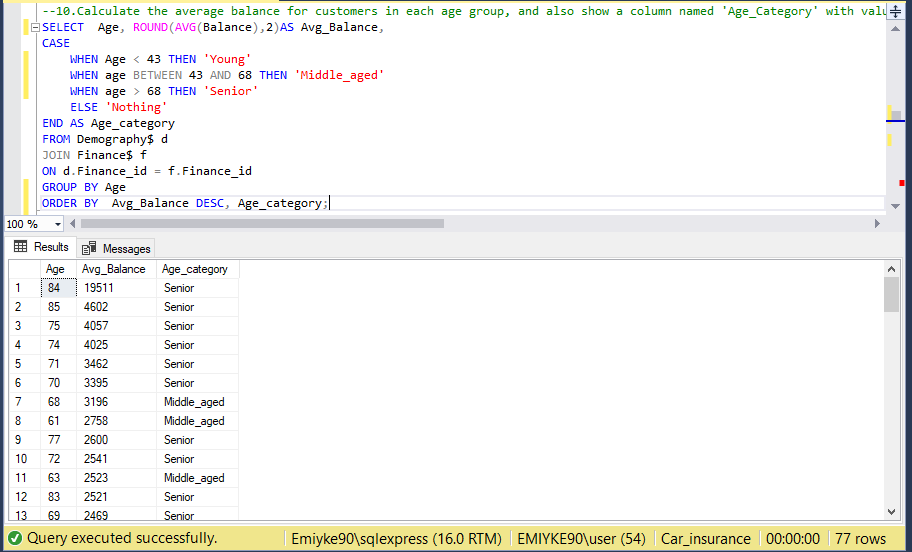 --10.Calculate the average balance for customers in each age group, and also show a column named 'Age_Category' with
SELECT Age, ROUND(AVG(Balance),2)AS Avg_Balance,
CASE
WHEN Age < 43 THEN 'Young'
WHEN age BETWEEN 43 AND 68 THEN 'Middle_aged'
WHEN age > 68 THEN 'Senior'
ELSE 'Nothing'
END AS Age_category
FROM Demography$ d
JOIN Finance$ f
ON d.Finance_id = f.Finance_id
GROUP BY Age
ORDER BY Avg_Balance DESC, Age_category;
100 %
Results Messages
Age Avg_Balance Age_category
1 84 19511 Senior
2 85 4602 Senior
3 75 4057 Senior
4 74 4025 Senior
5 71 3462 Senior
6 70 3395 Senior
7 68 3196 Middle_aged
8 61 2758 Middle_aged
9 77 2600 Senior
10 72 2541 Senior
11 63 2523 Middle_aged
12 83 2521 Senior
13 69 2469 Senior
Query executed successfully. Emiyke90\sqlexpress (16.0 RTM) EMIYKE90\user (54) Car_insurance 00:00:00 77 rows